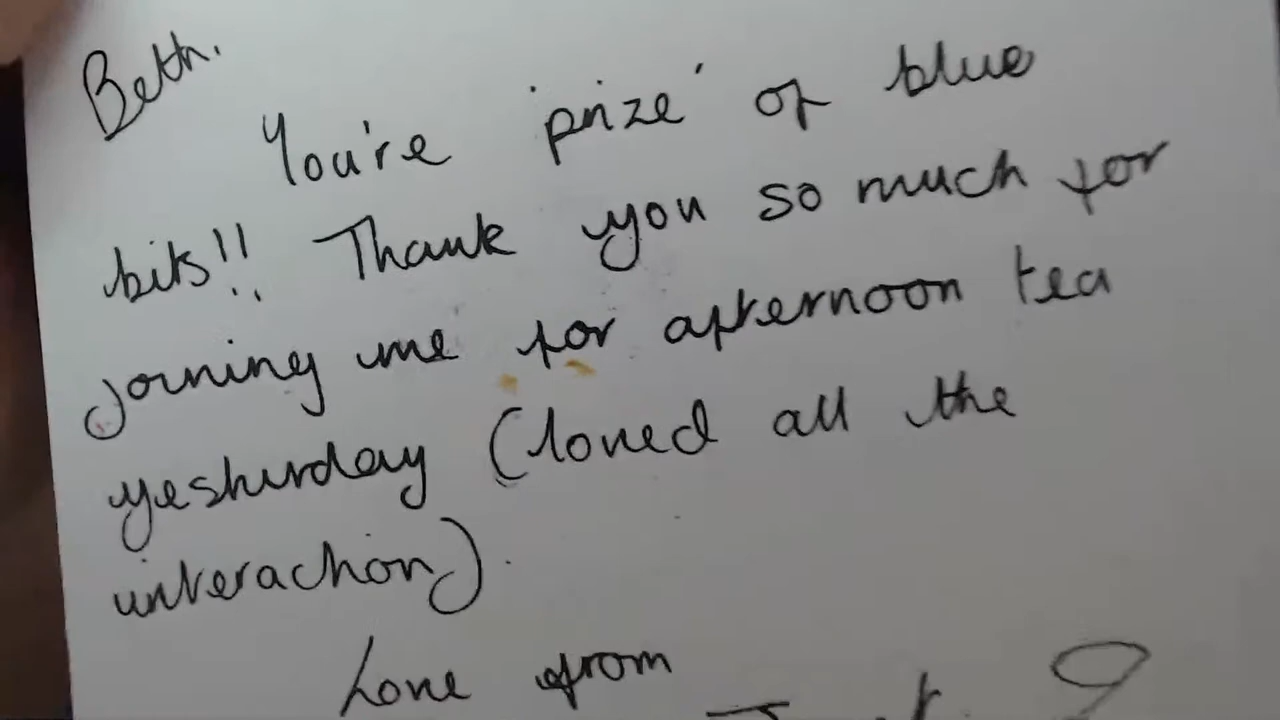 Beth.
You're 'prize' of blue
bits!! Thank you so much for
joining me for afternoon tea
yesterday (loved all the
interaction).
Love from